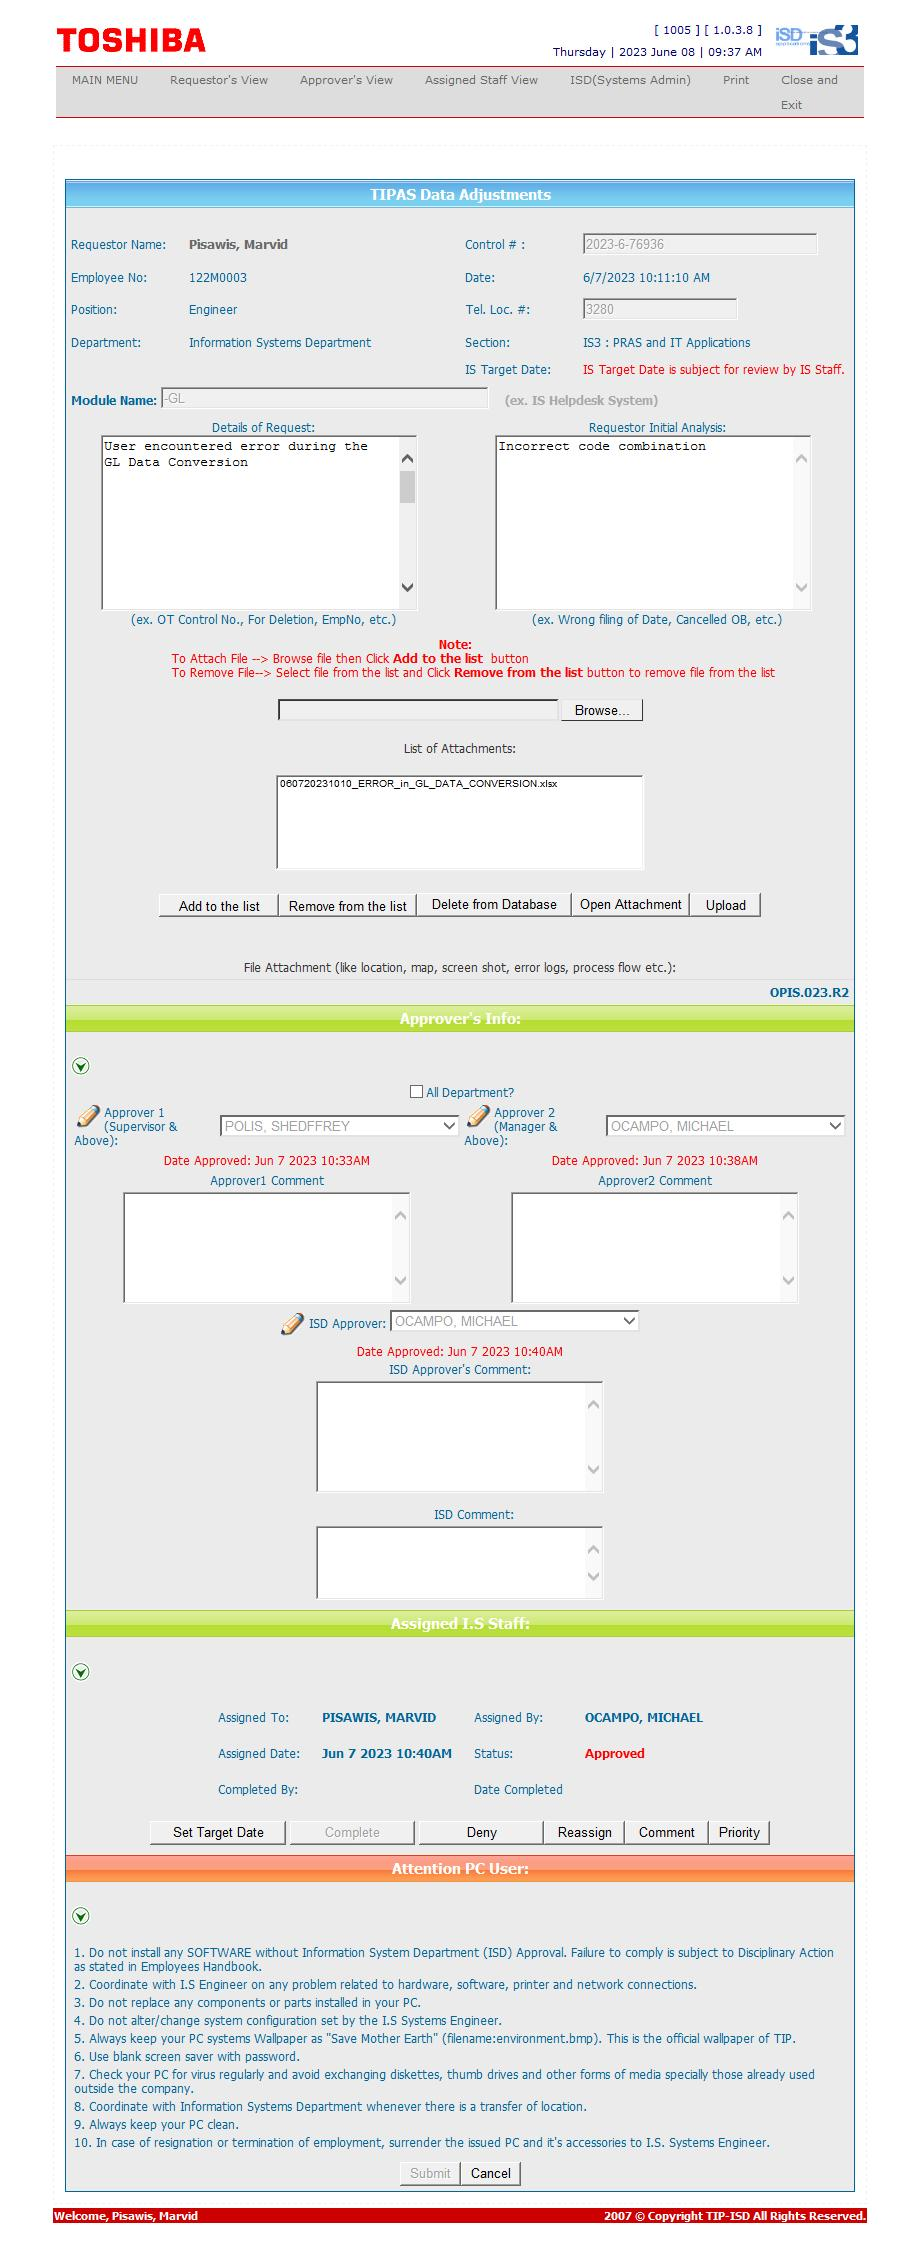 TOSHIBA
[ 1005 ] [ 1.0.3.8 ]
Thursday | 2023 June 08 | 09:37 AM
iSD iS3
MAIN MENU Requestor's View Approver's View Assigned Staff View ISD(Systems Admin) Print Close and
Exit
TIPAS Data Adjustments
Requestor Name: Pisawis, Marvid Control # : 2023-6-76936
Employee No: 122M0003 Date: 6/7/2023 10:11:10 AM
Position: Engineer Tel. Loc. #: 3280
Department: Information Systems Department Section: IS3 : PRAS and IT Applications
IS Target Date: IS Target Date is subject for review by IS Staff.
Module Name: -GL (ex. IS Helpdesk System)
Details of Request: Requestor Initial Analysis:
User encountered error during the Incorrect code combination
GL Data Conversion
(ex. OT Control No., For Deletion, EmpNo, etc.) (ex. Wrong filing of Date, Cancelled OB, etc.)
Note:
To Attach File --> Browse file then Click Add to the list button
To Remove File--> Select file from the list and Click Remove from the list button to remove file from the list
Browse...
List of Attachments:
060720231010_ERROR_in_GL_DATA_CONVERSION.xlsx
Add to the list Remove from the list Delete from Database Open Attachment Upload
File Attachment (like location, map, screen shot, error logs, process flow etc.):
OPIS.023.R2
Approver's Info:
All Department?
Approver 1 Approver 2
(Supervisor & POLIS, SHEDFFREY (Manager & OCAMPO, MICHAEL
Above): Above):
Date Approved: Jun 7 2023 10:33AM Date Approved: Jun 7 2023 10:38AM
Approver1 Comment Approver2 Comment
ISD Approver: OCAMPO, MICHAEL
Date Approved: Jun 7 2023 10:40AM
ISD Approver's Comment:
ISD Comment:
Assigned I.S Staff:
Assigned To: PISAWIS, MARVID Assigned By: OCAMPO, MICHAEL
Assigned Date: Jun 7 2023 10:40AM Status: Approved
Completed By: Date Completed
Set Target Date Complete Deny Reassign Comment Priority
Attention PC User:
1. Do not install any SOFTWARE without Information System Department (ISD) Approval. Failure to comply is subject to Disciplinary Action
as stated in Employees Handbook.
2. Coordinate with I.S Engineer on any problem related to hardware, software, printer and network connections.
3. Do not replace any components or parts installed in your PC.
4. Do not alter/change system configuration set by the I.S Systems Engineer.
5. Always keep your PC systems Wallpaper as "Save Mother Earth" (filename:environment.bmp). This is the official wallpaper of TIP.
6. Use blank screen saver with password.
7. Check your PC for virus regularly and avoid exchanging diskettes, thumb drives and other forms of media specially those already used
outside the company.
8. Coordinate with Information Systems Department whenever there is a transfer of location.
9. Always keep your PC clean.
10. In case of resignation or termination of employment, surrender the issued PC and it's accessories to I.S. Systems Engineer.
Submit Cancel
Welcome, Pisawis, Marvid 2007 © Copyright TIP-ISD All Rights Reserved.